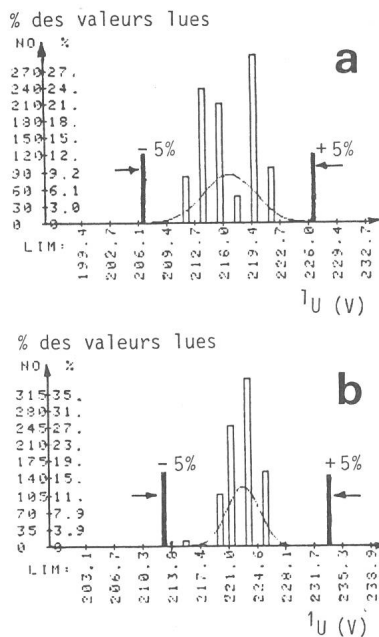 % des valeurs lues
NO %
a
270 27.
240 24.
210 21.
180 18.
150 15.
120 12.
90 9.2
60 6.1
30 3.0
0 0
- 5%
+ 5%
LIM:
199.4 202.7 206.1 209.4 212.7 216.0 219.4 222.7 226.0 229.4 232.7
¹U (V)
% des valeurs lues
NO %
b
315 35.
280 31.
245 27.
210 23.
175 19.
140 15.
105 11.
70 7.9
35 3.9
0 0
- 5%
+ 5%
LIM:
203.1 206.7 210.3 213.8 217.4 221.0 224.6 228.1 231.7 235.3 238.9
¹U (V)